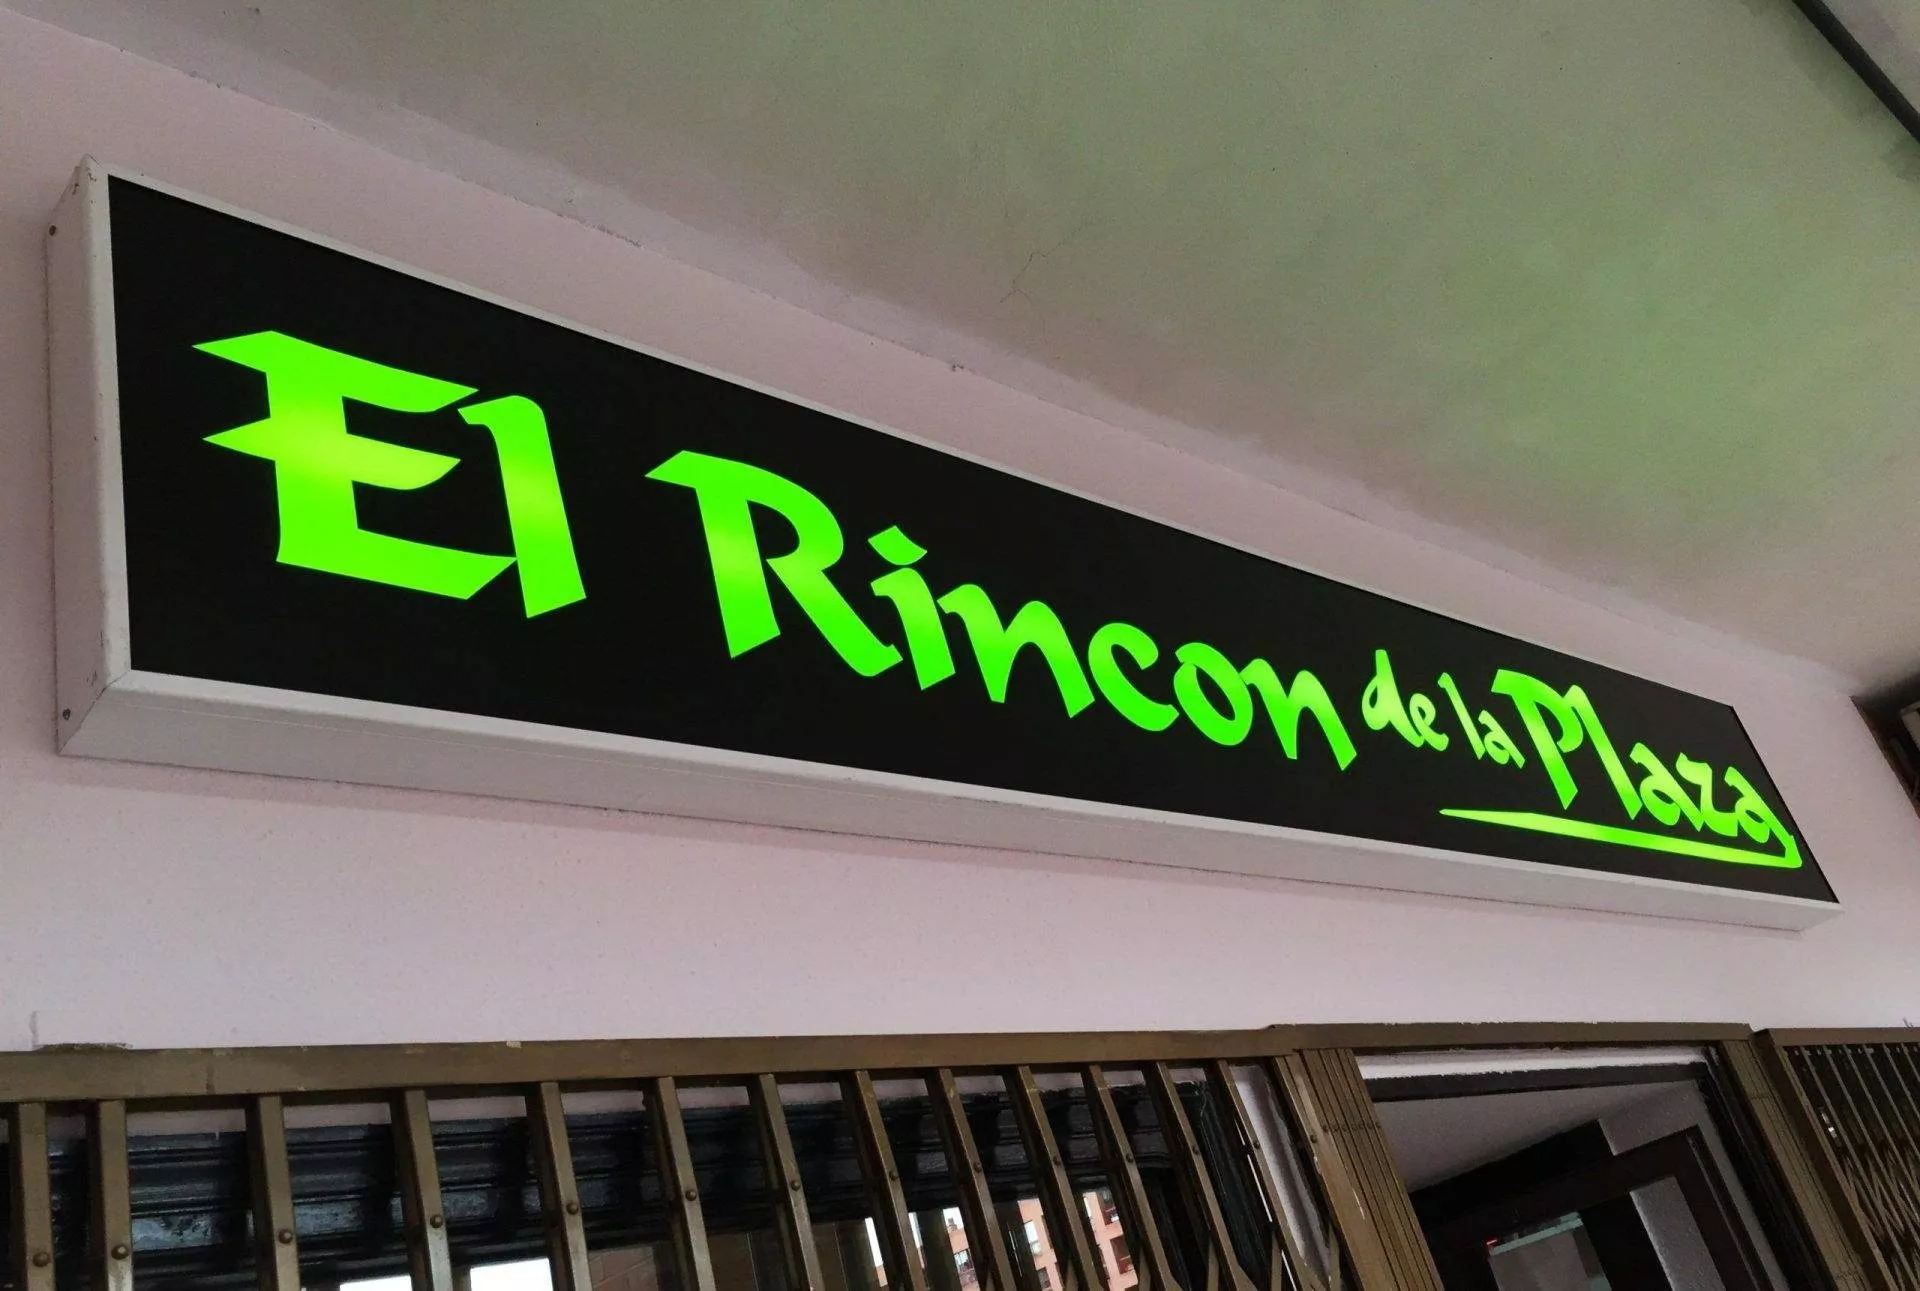 El Rincon de la Plaza